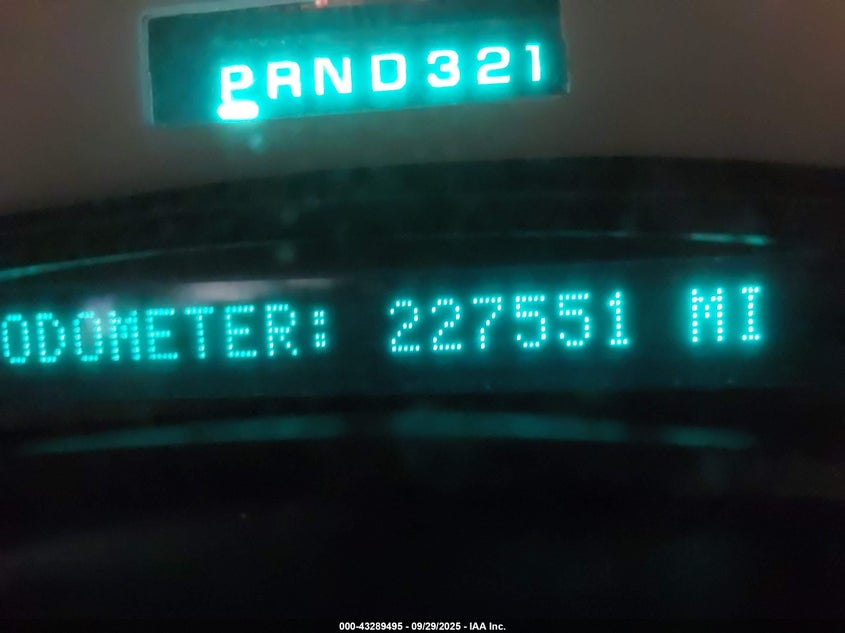 PRND321
ODOMETER: 227551 MI
000-43289495 - 09/29/2025 - IAA Inc.